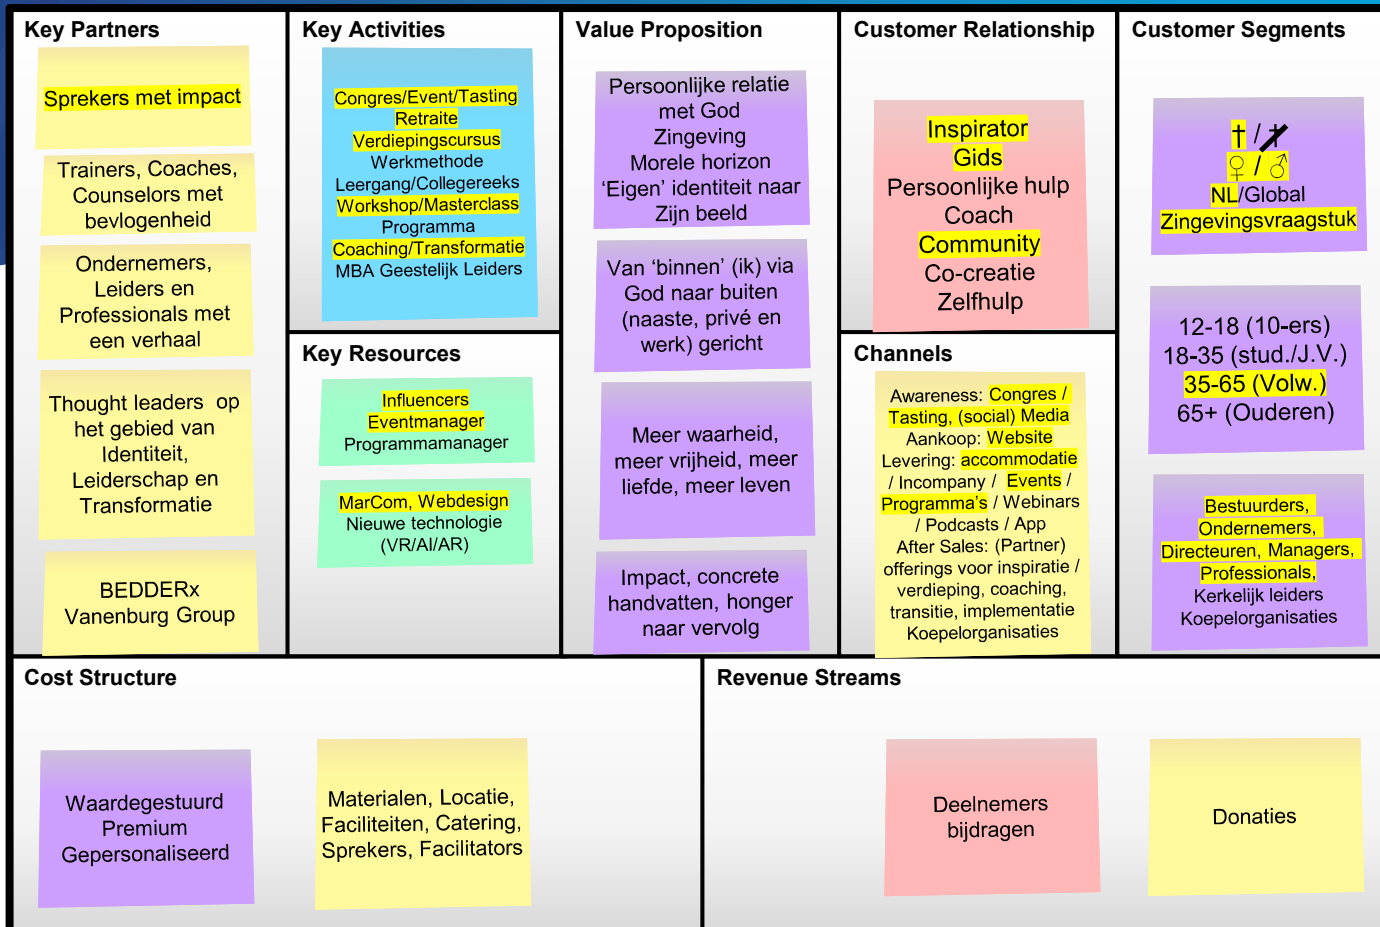 Key Partners
Sprekers met impact
Trainers, Coaches,
Counselors met
bevlogenheid
Ondernemers,
Leiders en
Professionals met
een verhaal
Thought leaders op
het gebied van
Identiteit,
Leiderschap en
Transformatie
BEDDERx
Vanenburg Group
Key Activities
Congres/Event/Tasting
Retraite
Verdiepingscursus
Werkmethode
Leergang/Collegereeks
Workshop/Masterclass
Programma
Coaching/Transformatie
MBA Geestelijk Leiders
Key Resources
Influencers
Eventmanager
Programmamanager
MarCom, Webdesign
Nieuwe technologie
(VR/AI/AR)
Value Proposition
Persoonlijke relatie
met God
Zingeving
Morele horizon
‘Eigen’ identiteit naar
Zijn beeld
Van ‘binnen’ (ik) via
God naar buiten
(naaste, privé en
werk) gericht
Meer waarheid,
meer vrijheid, meer
liefde, meer leven
Impact, concrete
handvatten, honger
naar vervolg
Customer Relationship
Inspirator
Gids
Persoonlijke hulp
Coach
Community
Co-creatie
Zelfhulp
Channels
Awareness: Congres /
Tasting, (social) Media
Aankoop: Website
Levering: accommodatie
/ Incompany / Events /
Programma’s / Webinars
/ Podcasts / App
After Sales: (Partner)
offerings voor inspiratie /
verdieping, coaching,
transitie, implementatie
Koepelorganisaties
Customer Segments
† / †
♀ / ♂
NL/Global
Zingevingsvraagstuk
12-18 (10-ers)
18-35 (stud./J.V.)
35-65 (Volw.)
65+ (Ouderen)
Bestuurders,
Ondernemers,
Directeuren, Managers,
Professionals,
Kerkelijk leiders
Koepelorganisaties
Cost Structure
Waardegestuurd
Premium
Gepersonaliseerd
Materialen, Locatie,
Faciliteiten, Catering,
Sprekers, Facilitators
Revenue Streams
Deelnemers
bijdragen
Donaties